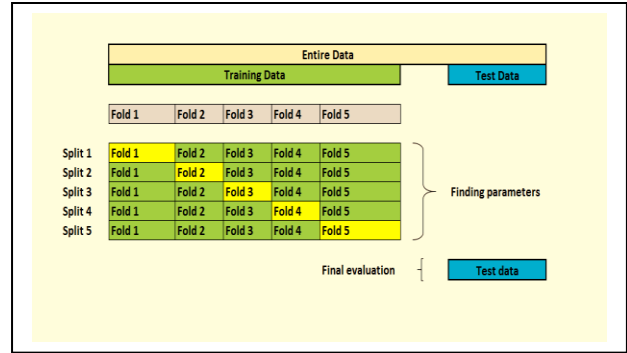 Entire Data
Training Data Test Data
Fold 1 Fold 2 Fold 3 Fold 4 Fold 5
Split 1 Fold 1 Fold 2 Fold 3 Fold 4 Fold 5
Split 2 Fold 1 Fold 2 Fold 3 Fold 4 Fold 5
Split 3 Fold 1 Fold 2 Fold 3 Fold 4 Fold 5 Finding parameters
Split 4 Fold 1 Fold 2 Fold 3 Fold 4 Fold 5
Split 5 Fold 1 Fold 2 Fold 3 Fold 4 Fold 5
Final evaluation Test data